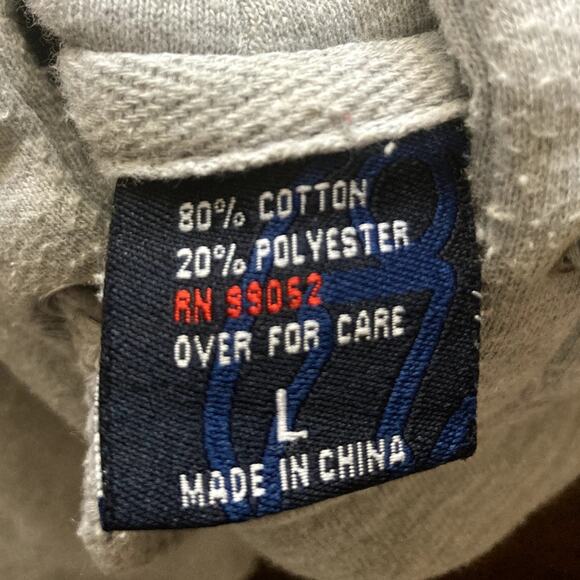 80% COTTON
20% POLYESTER
RN 99052
OVER FOR CARE
L
MADE IN CHINA